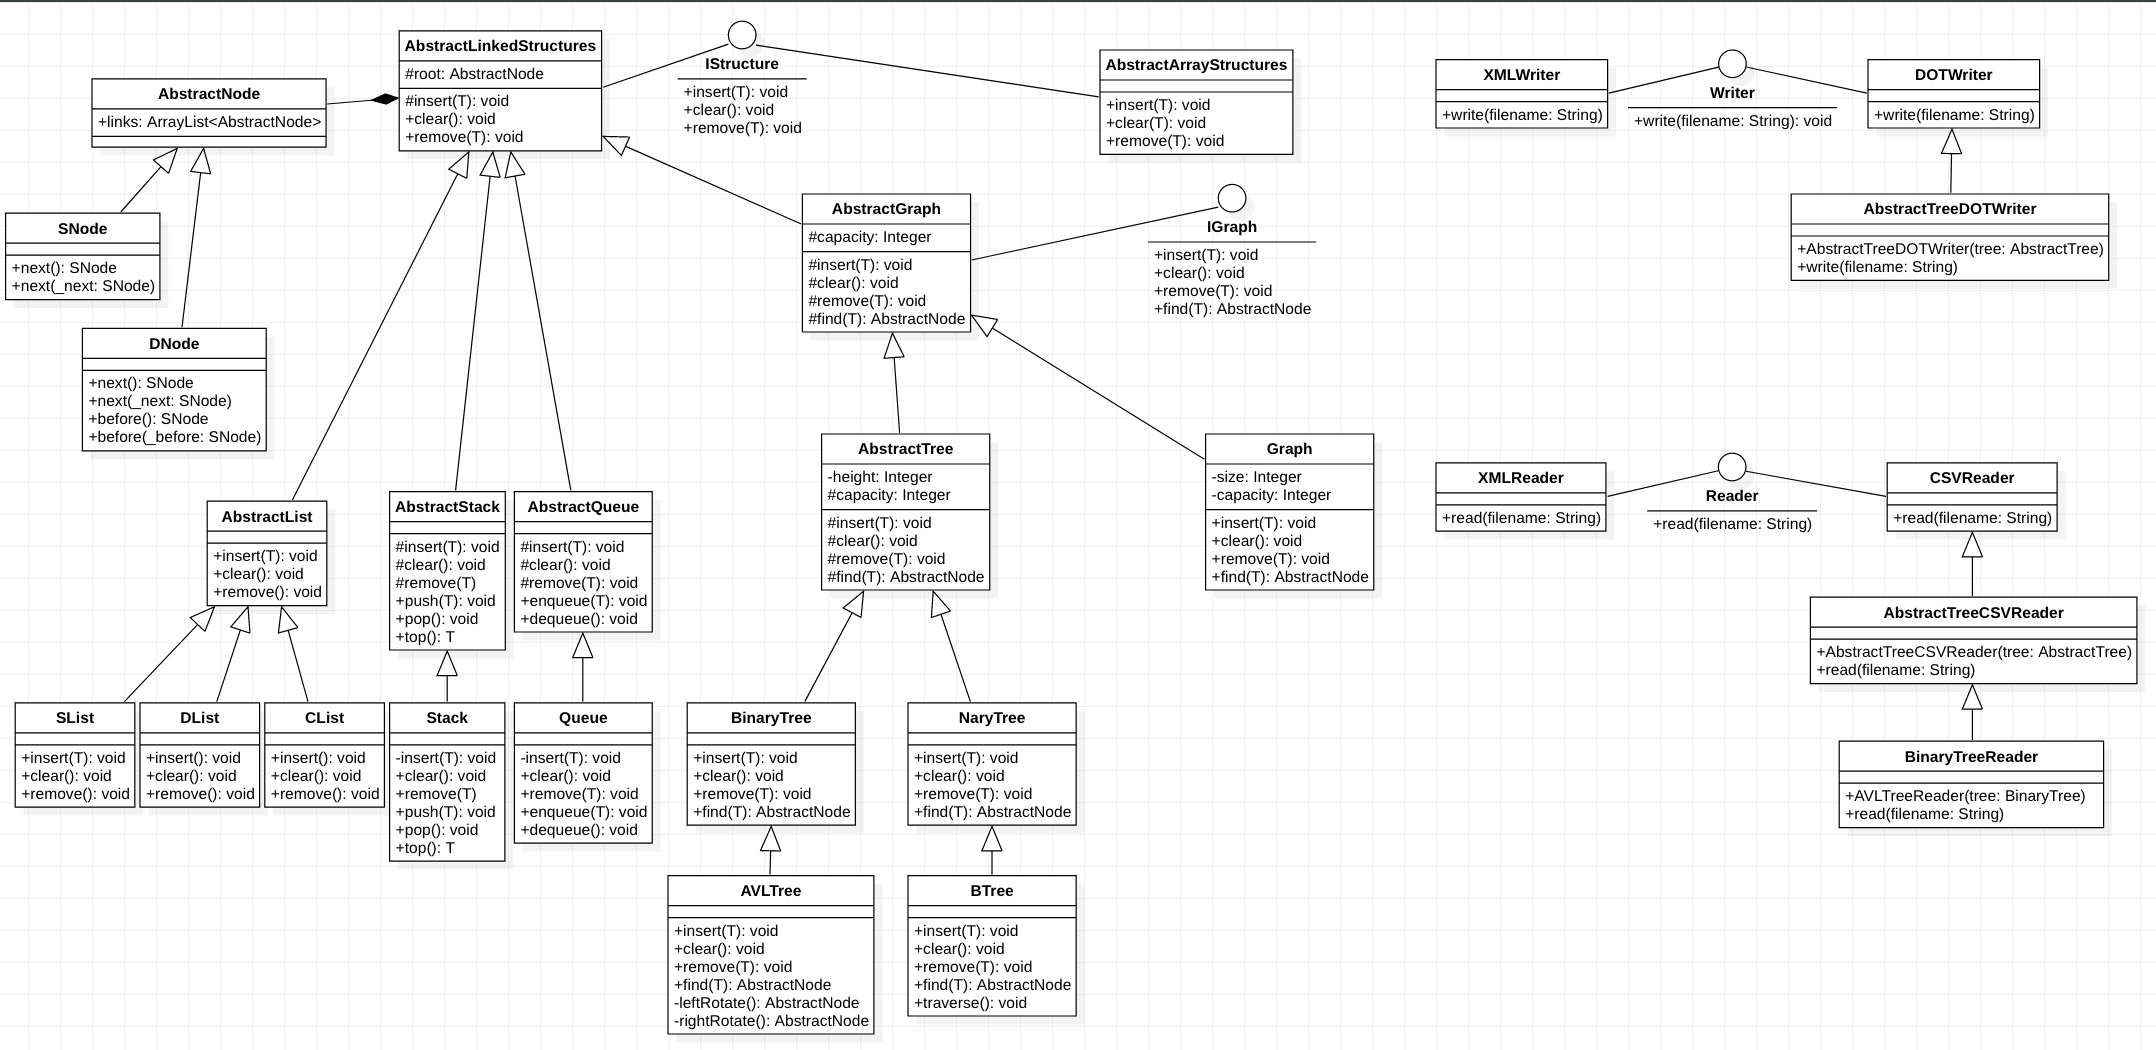 AbstractLinkedStructures
#root: AbstractNode
#insert(T): void
+clear(): void
+remove(T): void
IStructure
+insert(T): void
+clear(): void
+remove(T): void
AbstractArrayStructures
+insert(T): void
+clear(T): void
+remove(T): void
XMLWriter
+write(filename: String)
Writer
+write(filename: String): void
DOTWriter
+write(filename: String)
AbstractNode
+links: ArrayList<AbstractNode>
AbstractGraph
#capacity: Integer
#insert(T): void
#clear(): void
#remove(T): void
#find(T): AbstractNode
IGraph
+insert(T): void
+clear(): void
+remove(T): void
+find(T): AbstractNode
AbstractTreeDOTWriter
+AbstractTreeDOTWriter(tree: AbstractTree)
+write(filename: String)
SNode
+next(): SNode
+next(_next: SNode)
DNode
+next(): SNode
+next(_next: SNode)
+before(): SNode
+before(_before: SNode)
AbstractTree
-height: Integer
#capacity: Integer
#insert(T): void
#clear(): void
#remove(T): void
#find(T): AbstractNode
Graph
-size: Integer
-capacity: Integer
+insert(T): void
+clear(): void
+remove(T): void
+find(T): AbstractNode
XMLReader
+read(filename: String)
Reader
+read(filename: String)
CSVReader
+read(filename: String)
AbstractList
+insert(T): void
+clear(): void
+remove(): void
AbstractStack
#insert(T): void
#clear(): void
#remove(T)
+push(T): void
+pop(): void
+top(): T
AbstractQueue
#insert(T): void
#clear(): void
#remove(T): void
+enqueue(T): void
+dequeue(): void
AbstractTreeCSVReader
+AbstractTreeCSVReader(tree: AbstractTree)
+read(filename: String)
SList
+insert(T): void
+clear(): void
+remove(): void
DList
+insert(): void
+clear(): void
+remove(): void
CList
+insert(): void
+clear(): void
+remove(): void
Stack
-insert(T): void
+clear(): void
+remove(T)
+push(T): void
+pop(): void
+top(): T
Queue
-insert(T): void
+clear(): void
+remove(T): void
+enqueue(T): void
+dequeue(): void
BinaryTree
+insert(T): void
+clear(): void
+remove(T): void
+find(T): AbstractNode
NaryTree
+insert(T): void
+clear(): void
+remove(T): void
+find(T): AbstractNode
BinaryTreeReader
+AVLTreeReader(tree: BinaryTree)
+read(filename: String)
AVLTree
+insert(T): void
+clear(): void
+remove(T): void
+find(T): AbstractNode
-leftRotate(): AbstractNode
-rightRotate(): AbstractNode
BTree
+insert(T): void
+clear(): void
+remove(T): void
+find(T): AbstractNode
+traverse(): void